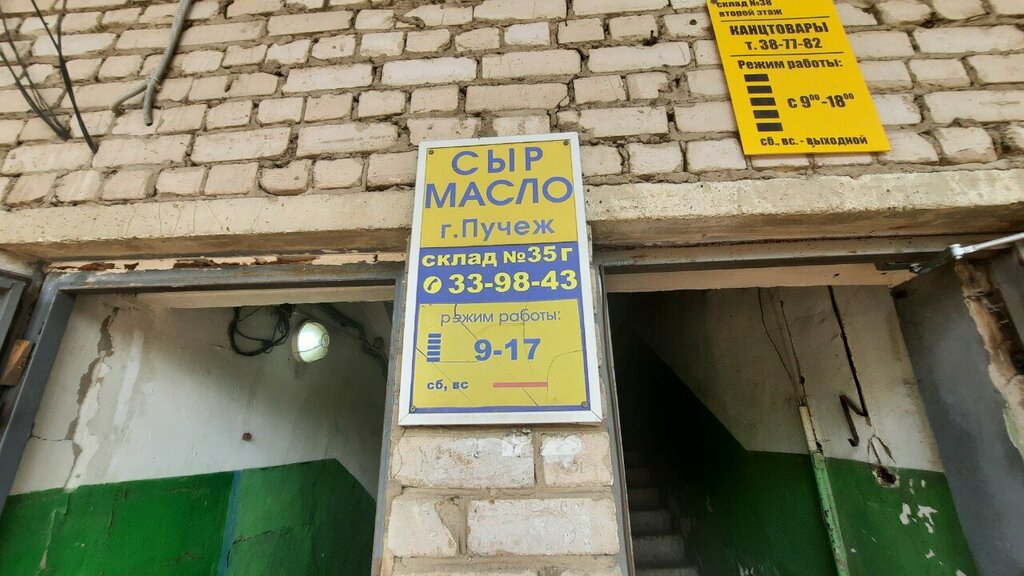 склад №38
второй этаж
КАНЦТОВАРЫ
т. 38-77-82
Режим работы:
с 9⁰⁰-18⁰⁰
сб., вс. - выходной
СЫР
МАСЛО
г.Пучеж
склад №35г
33-98-43
режим работы:
9-17
сб, вс